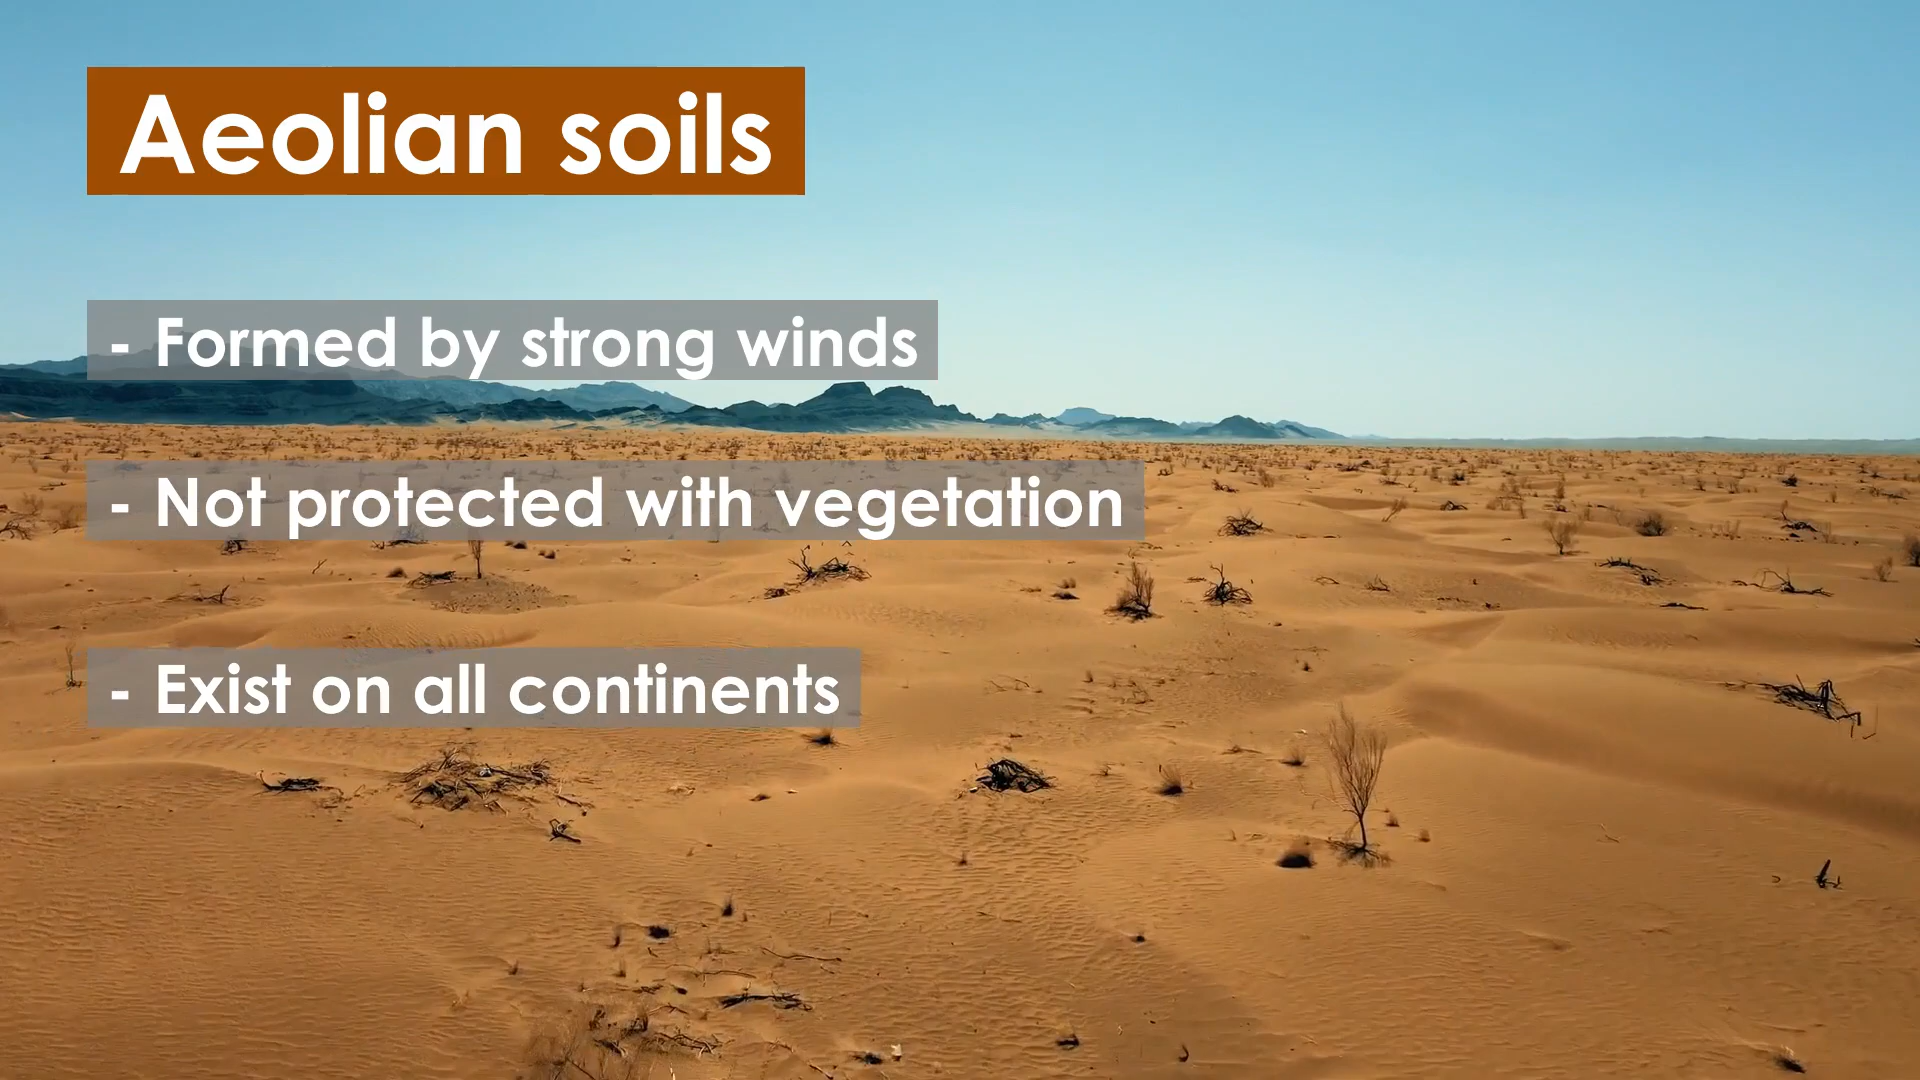 Aeolian soils
- Formed by strong winds
- Not protected with vegetation
- Exist on all continents